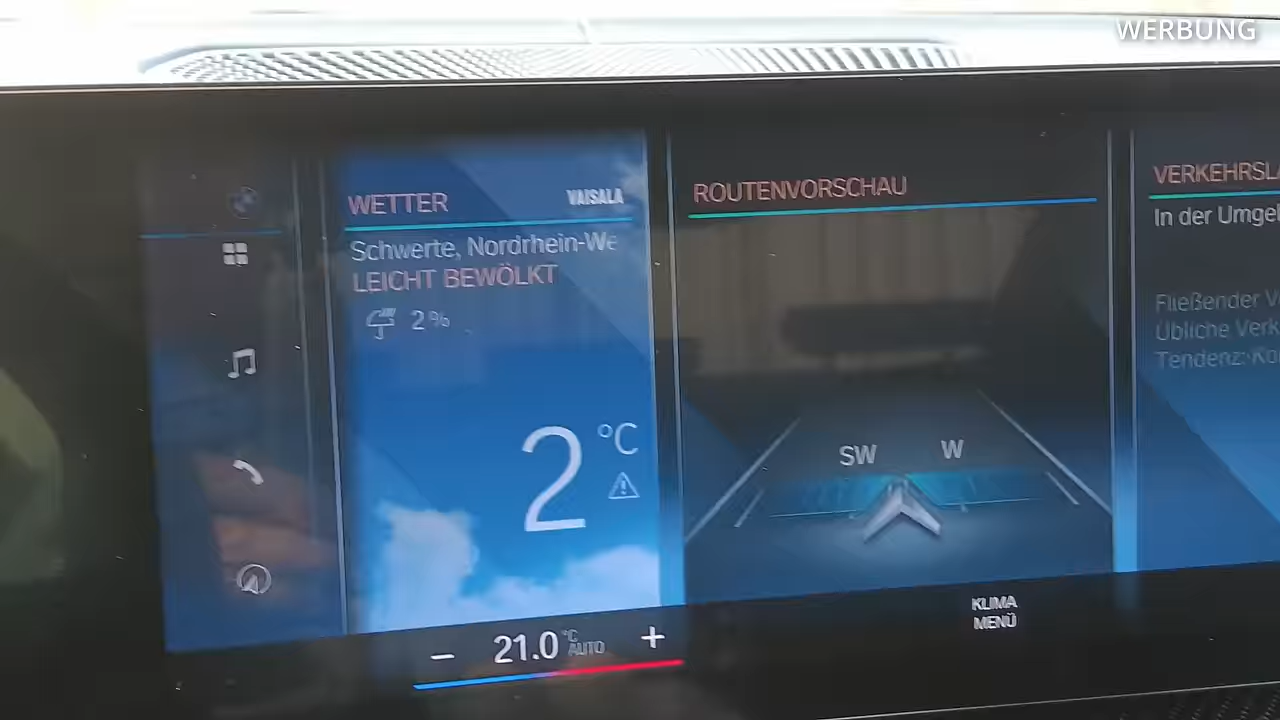 WERBUNG
WETTER
VAISALA
Schwerte, Nordrhein-We
LEICHT BEWÖLKT
2%
2 °C
ROUTENVORSCHAU
SW W
VERKEHRSLA
In der Umgeb
Fließender V
Übliche Verk
Tendenz: Ko
− 21.0 °C AUTO +
KLIMA
MENÜ